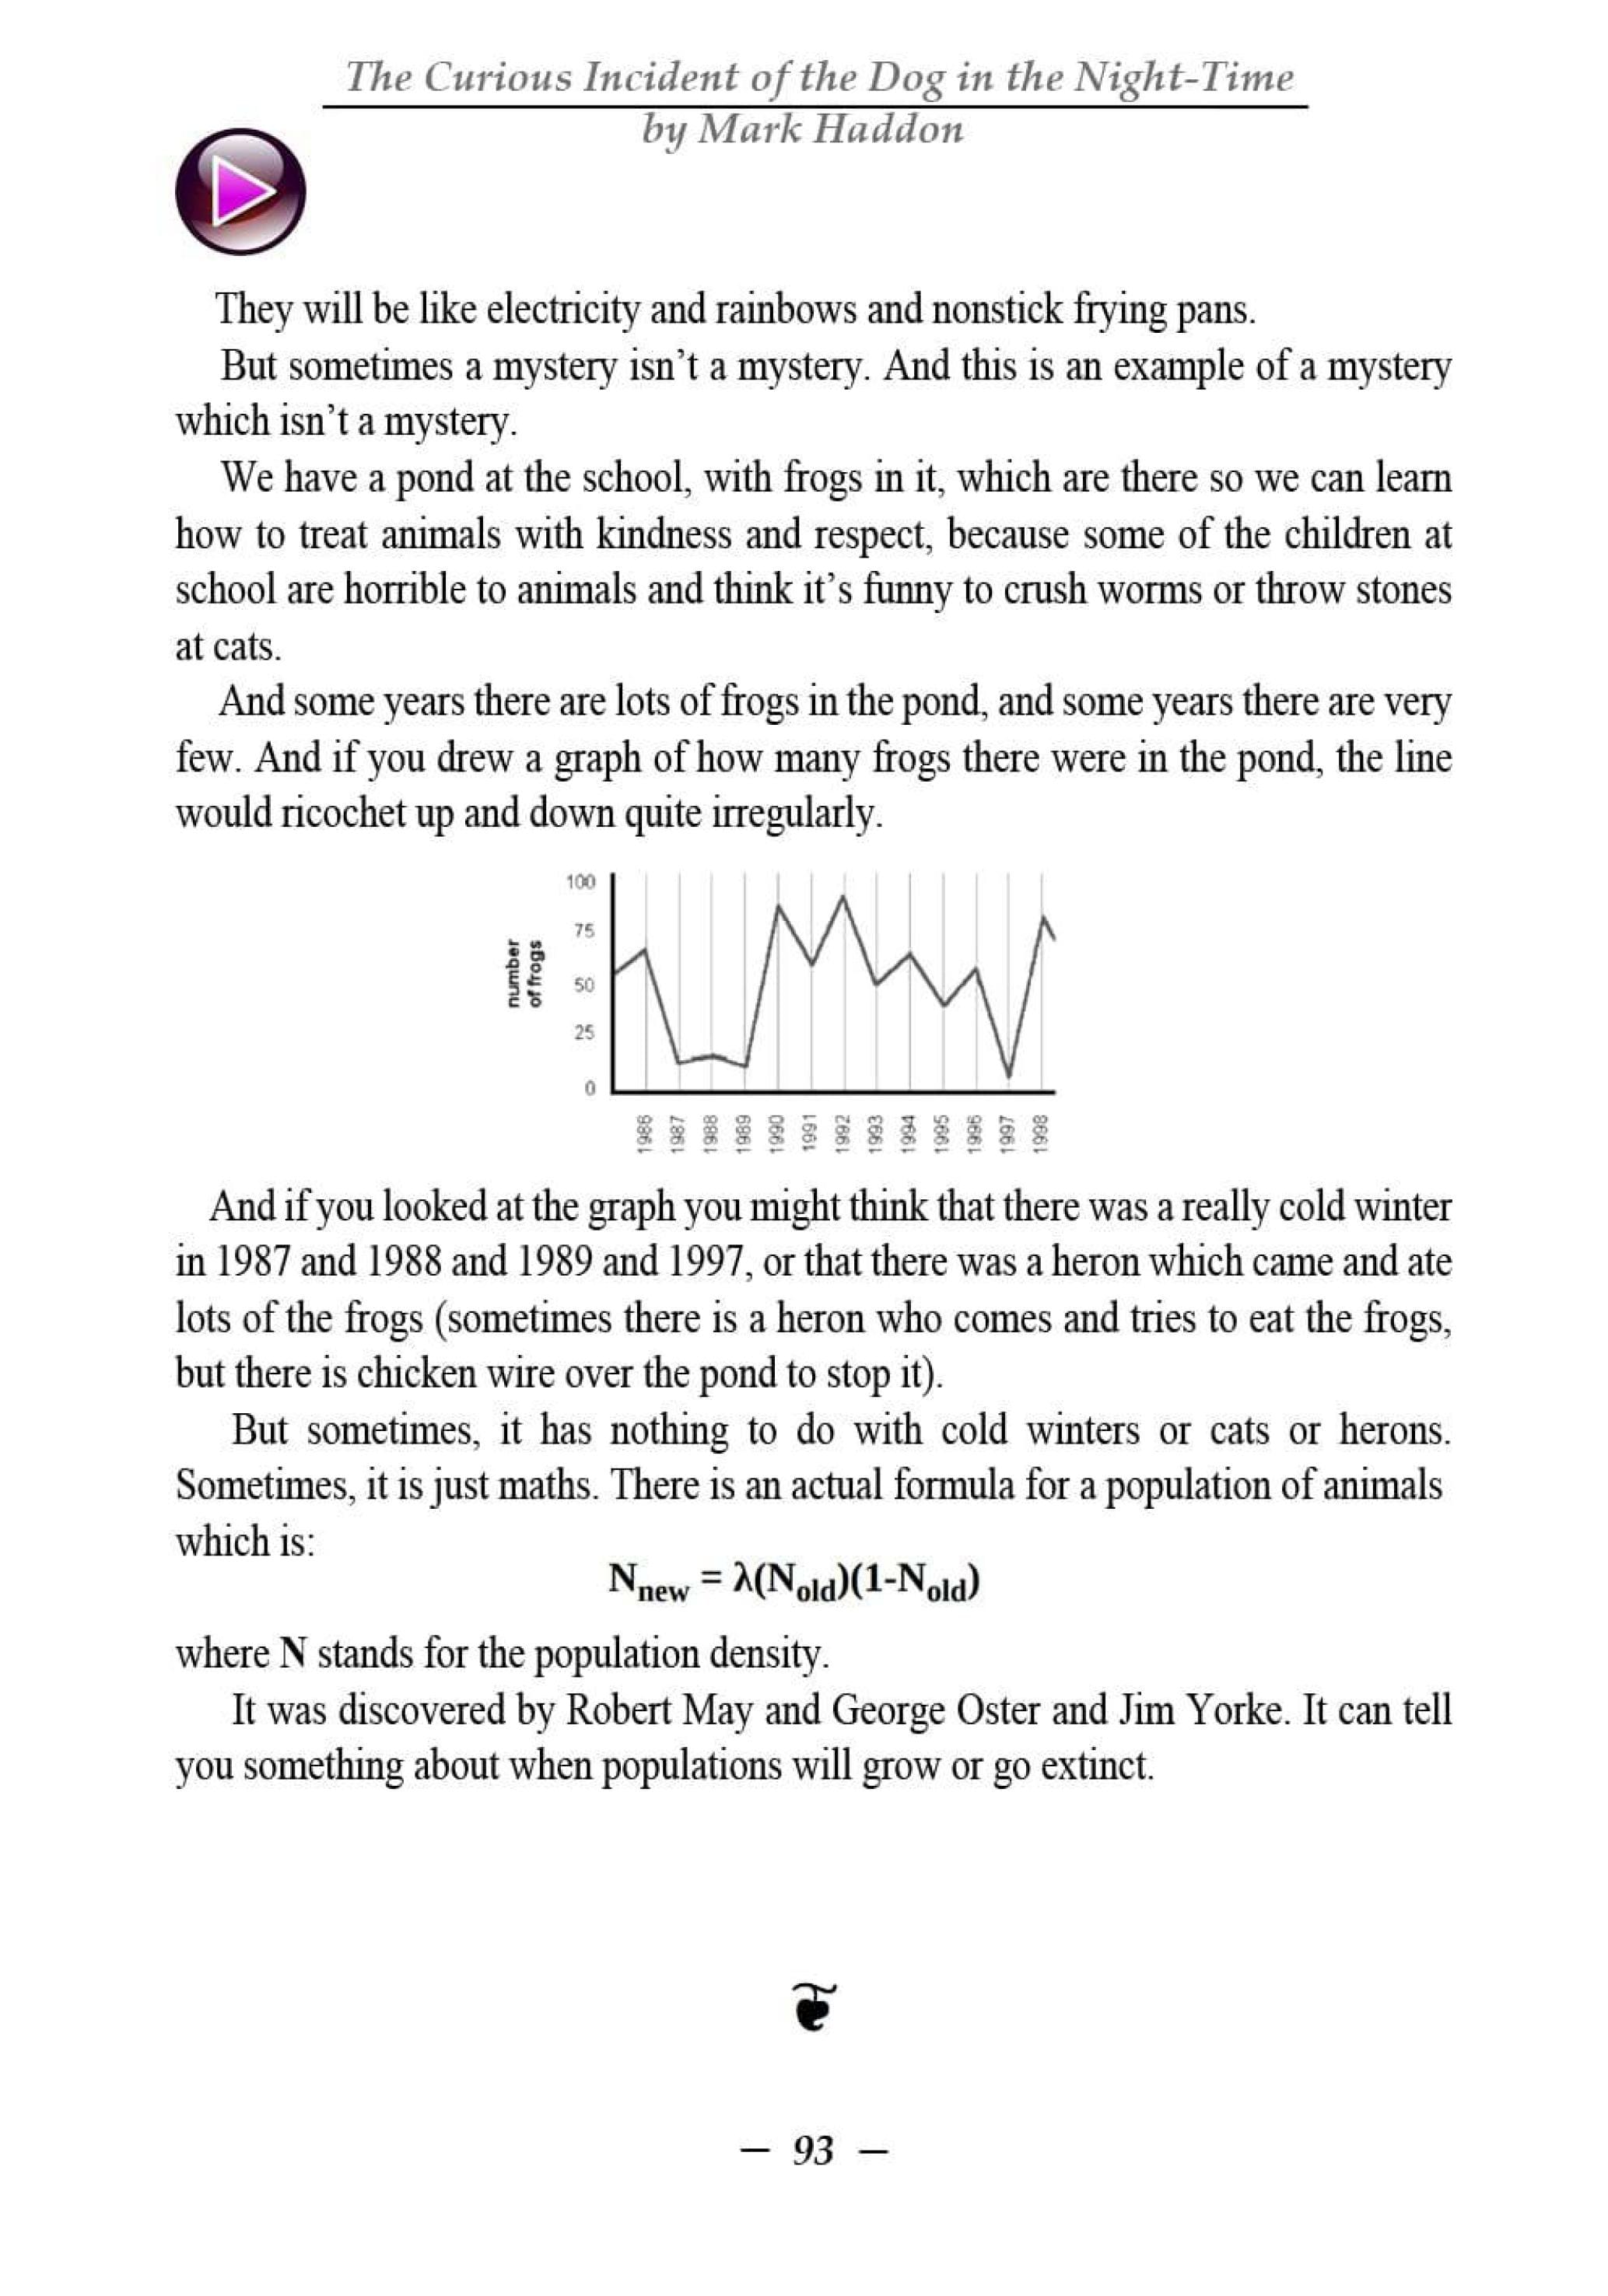 The Curious Incident of the Dog in the Night-Time
by Mark Haddon
They will be like electricity and rainbows and nonstick frying pans.
But sometimes a mystery isn’t a mystery. And this is an example of a mystery
which isn’t a mystery.
We have a pond at the school, with frogs in it, which are there so we can learn
how to treat animals with kindness and respect, because some of the children at
school are horrible to animals and think it’s funny to crush worms or throw stones
at cats.
And some years there are lots of frogs in the pond, and some years there are very
few. And if you drew a graph of how many frogs there were in the pond, the line
would ricochet up and down quite irregularly.
number
of frogs
100
75
50
25
0
1986
1987
1988
1989
1990
1991
1992
1993
1994
1995
1996
1997
1998
And if you looked at the graph you might think that there was a really cold winter
in 1987 and 1988 and 1989 and 1997, or that there was a heron which came and ate
lots of the frogs (sometimes there is a heron who comes and tries to eat the frogs,
but there is chicken wire over the pond to stop it).
But sometimes, it has nothing to do with cold winters or cats or herons.
Sometimes, it is just maths. There is an actual formula for a population of animals
which is:
Nnew = λ(Nold)(1-Nold)
where N stands for the population density.
It was discovered by Robert May and George Oster and Jim Yorke. It can tell
you something about when populations will grow or go extinct.
— 93 —